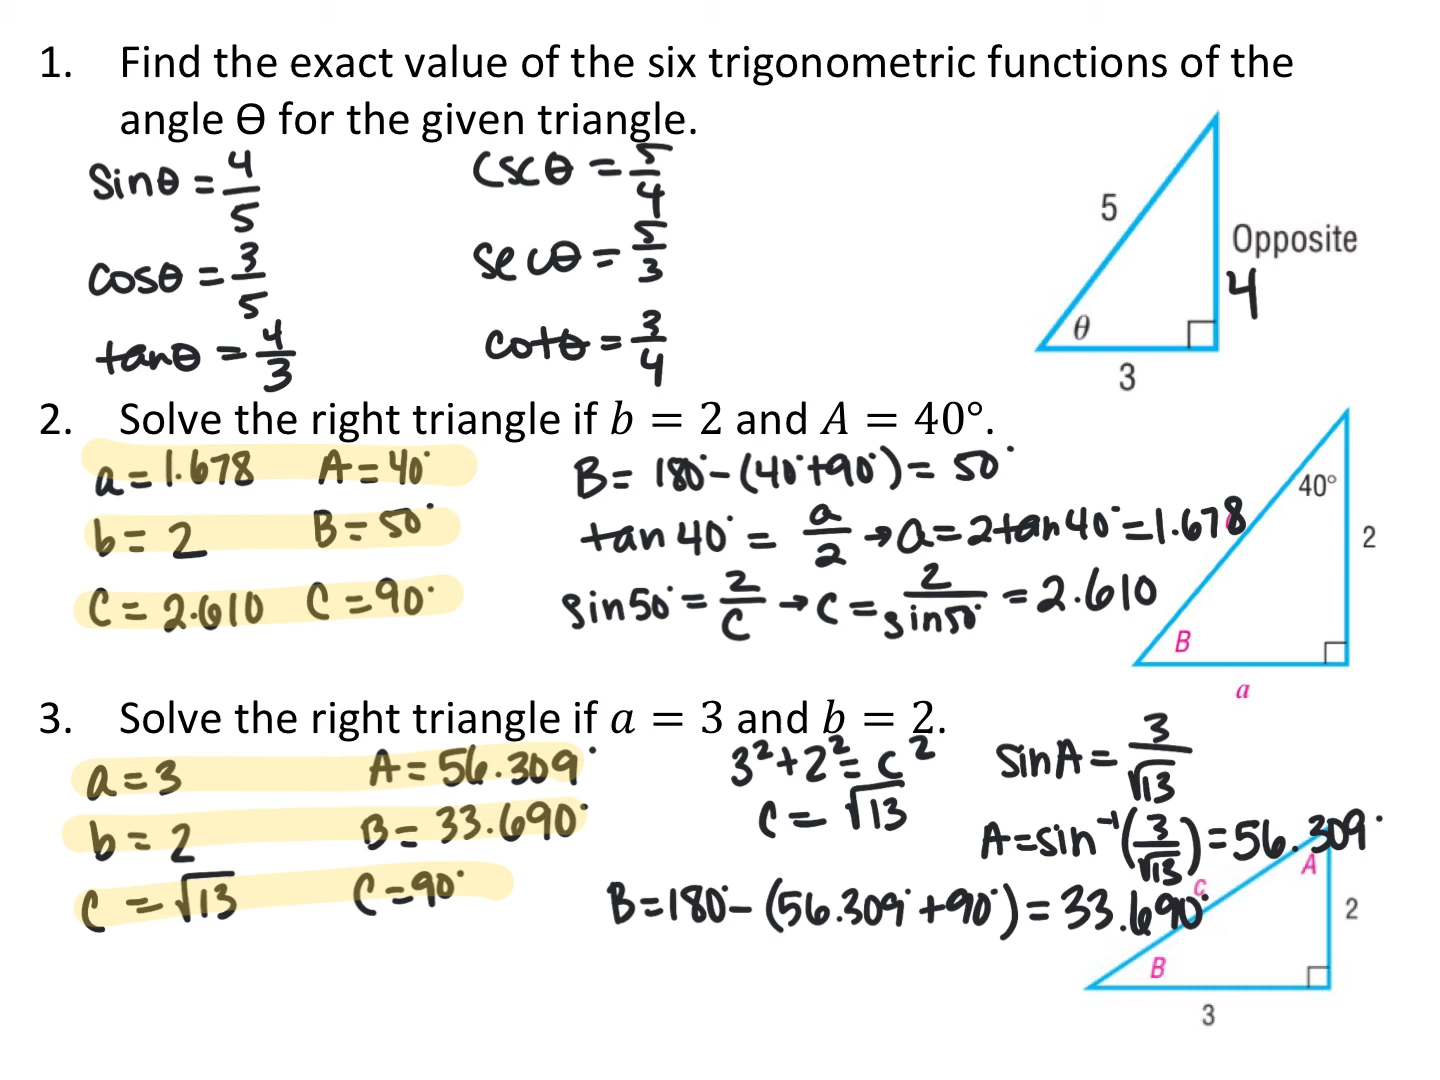 1. Find the exact value of the six trigonometric functions of the
angle ϴ for the given triangle.
sinθ = 4/5
cscθ = 5/4
cosθ = 3/5
secθ = 5/3
tanθ = 4/3
cotθ = 3/4
5
Opposite
4
θ
3
2. Solve the right triangle if b = 2 and A = 40°.
a = 1.678 A = 40°
b = 2 B = 50°
c = 2.610 C = 90°
B = 180° – (40° + 90°) = 50°
tan 40° = a/2 → a = 2tan40° = 1.678
sin 50° = 2/c → c = 2/sin50° = 2.610
40°
2
B
a
3. Solve the right triangle if a = 3 and b = 2.
a = 3 A = 56.309°
b = 2 B = 33.690°
c = √13 C = 90°
3² + 2² = c²
c = √13
sinA = 3/√13
A = sin⁻¹(3/√13) = 56.309°
B = 180° – (56.309° + 90°) = 33.690°
A
c
2
B
3